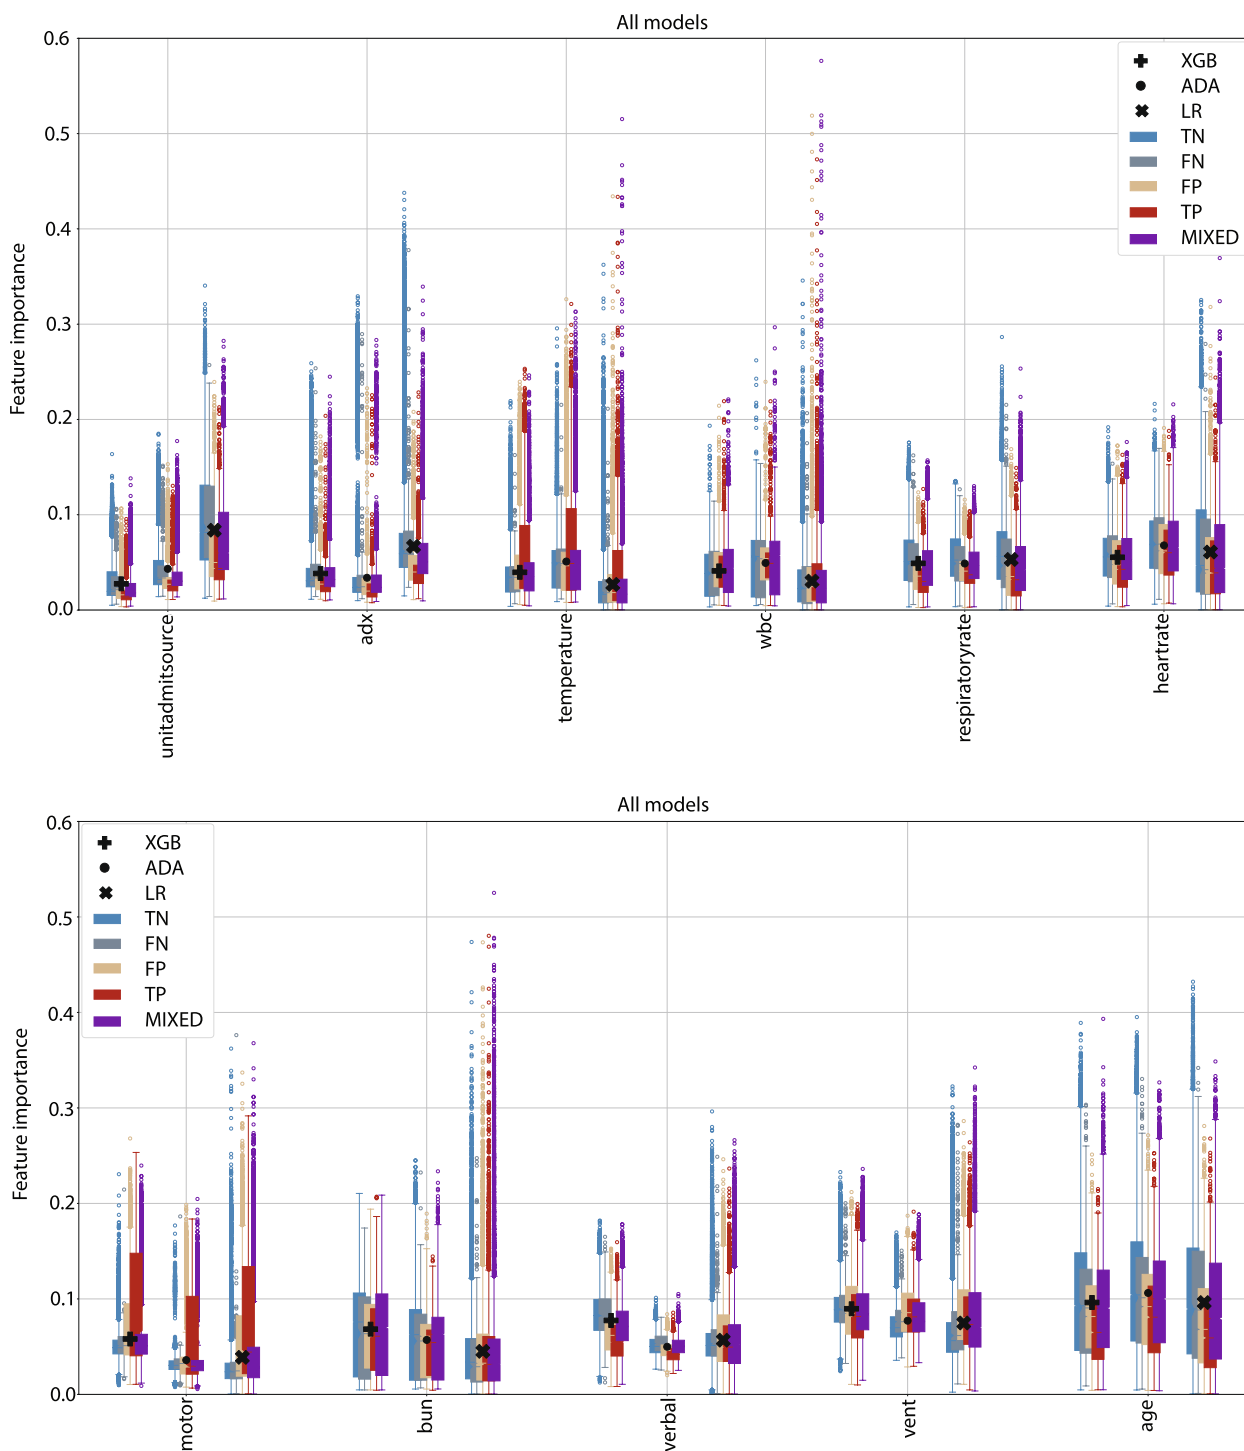 All models
0.6
0.5
0.4
0.3
0.2
0.1
0.0
Feature importance
XGB
ADA
LR
TN
FN
FP
TP
MIXED
unitadmitsource
adx
temperature
wbc
respiratoryrate
heartrate
All models
0.6
0.5
0.4
0.3
0.2
0.1
0.0
Feature importance
XGB
ADA
LR
TN
FN
FP
TP
MIXED
motor
bun
verbal
vent
age